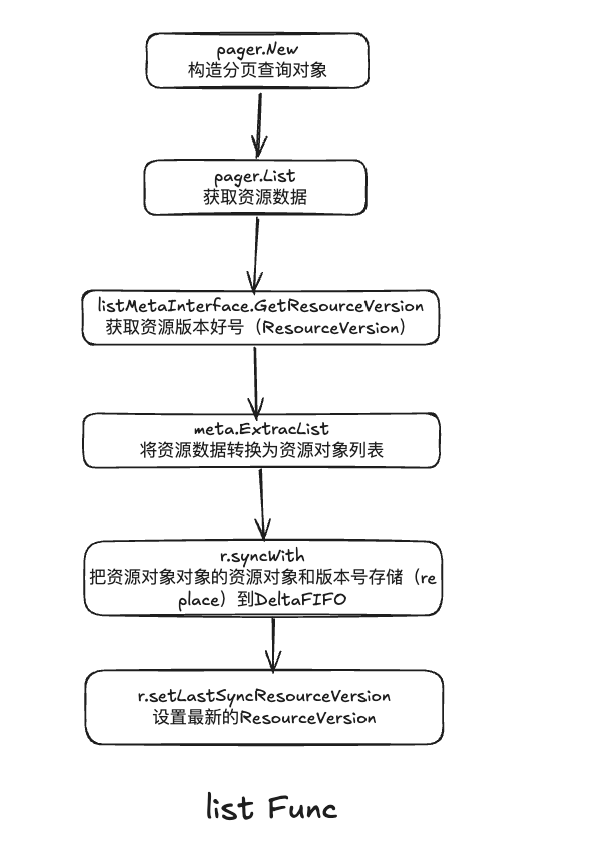 pager.New
构造分页查询对象
pager.List
获取资源数据
listMetaInterface.GetResourceVersion
获取资源版本好号（ResourceVersion）
meta.ExtracList
将资源数据转换为资源对象列表
r.syncWith
把资源对象对象的资源对象和版本号存储（re
place）到DeltaFIFO
r.setLastSyncResourceVersion
设置最新的ResourceVersion
list Func